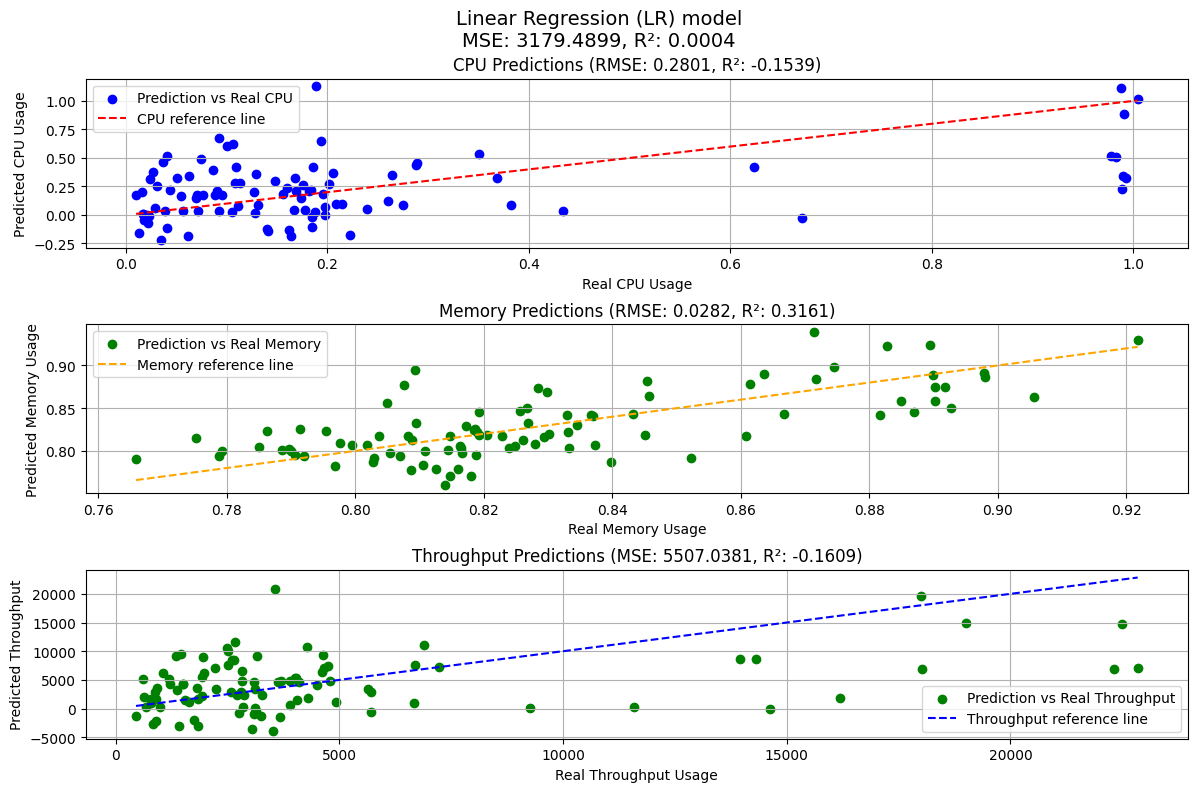 Linear Regression (LR) model
MSE: 3179.4899, R²: 0.0004
CPU Predictions (RMSE: 0.2801, R²: -0.1539)
Predicted CPU Usage
1.00
0.75
0.50
0.25
0.00
−0.25
Prediction vs Real CPU
CPU reference line
0.0 0.2 0.4 0.6 0.8 1.0
Real CPU Usage
Memory Predictions (RMSE: 0.0282, R²: 0.3161)
Predicted Memory Usage
0.90
0.85
0.80
Prediction vs Real Memory
Memory reference line
0.76 0.78 0.80 0.82 0.84 0.86 0.88 0.90 0.92
Real Memory Usage
Throughput Predictions (MSE: 5507.0381, R²: -0.1609)
Predicted Throughput
20000
15000
10000
5000
0
−5000
Prediction vs Real Throughput
Throughput reference line
0 5000 10000 15000 20000
Real Throughput Usage